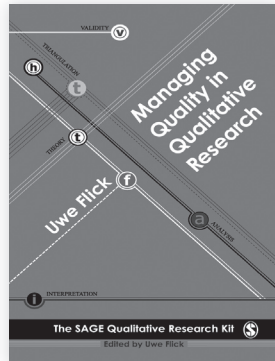 VALIDITY v
TRIANGULATION
h
t
THEORY t
Managing
Quality in
Qualitative
Research
f
Uwe Flick
a
ANALYSIS
i INTERPRETATION
The SAGE Qualitative Research Kit S
Edited by Uwe Flick